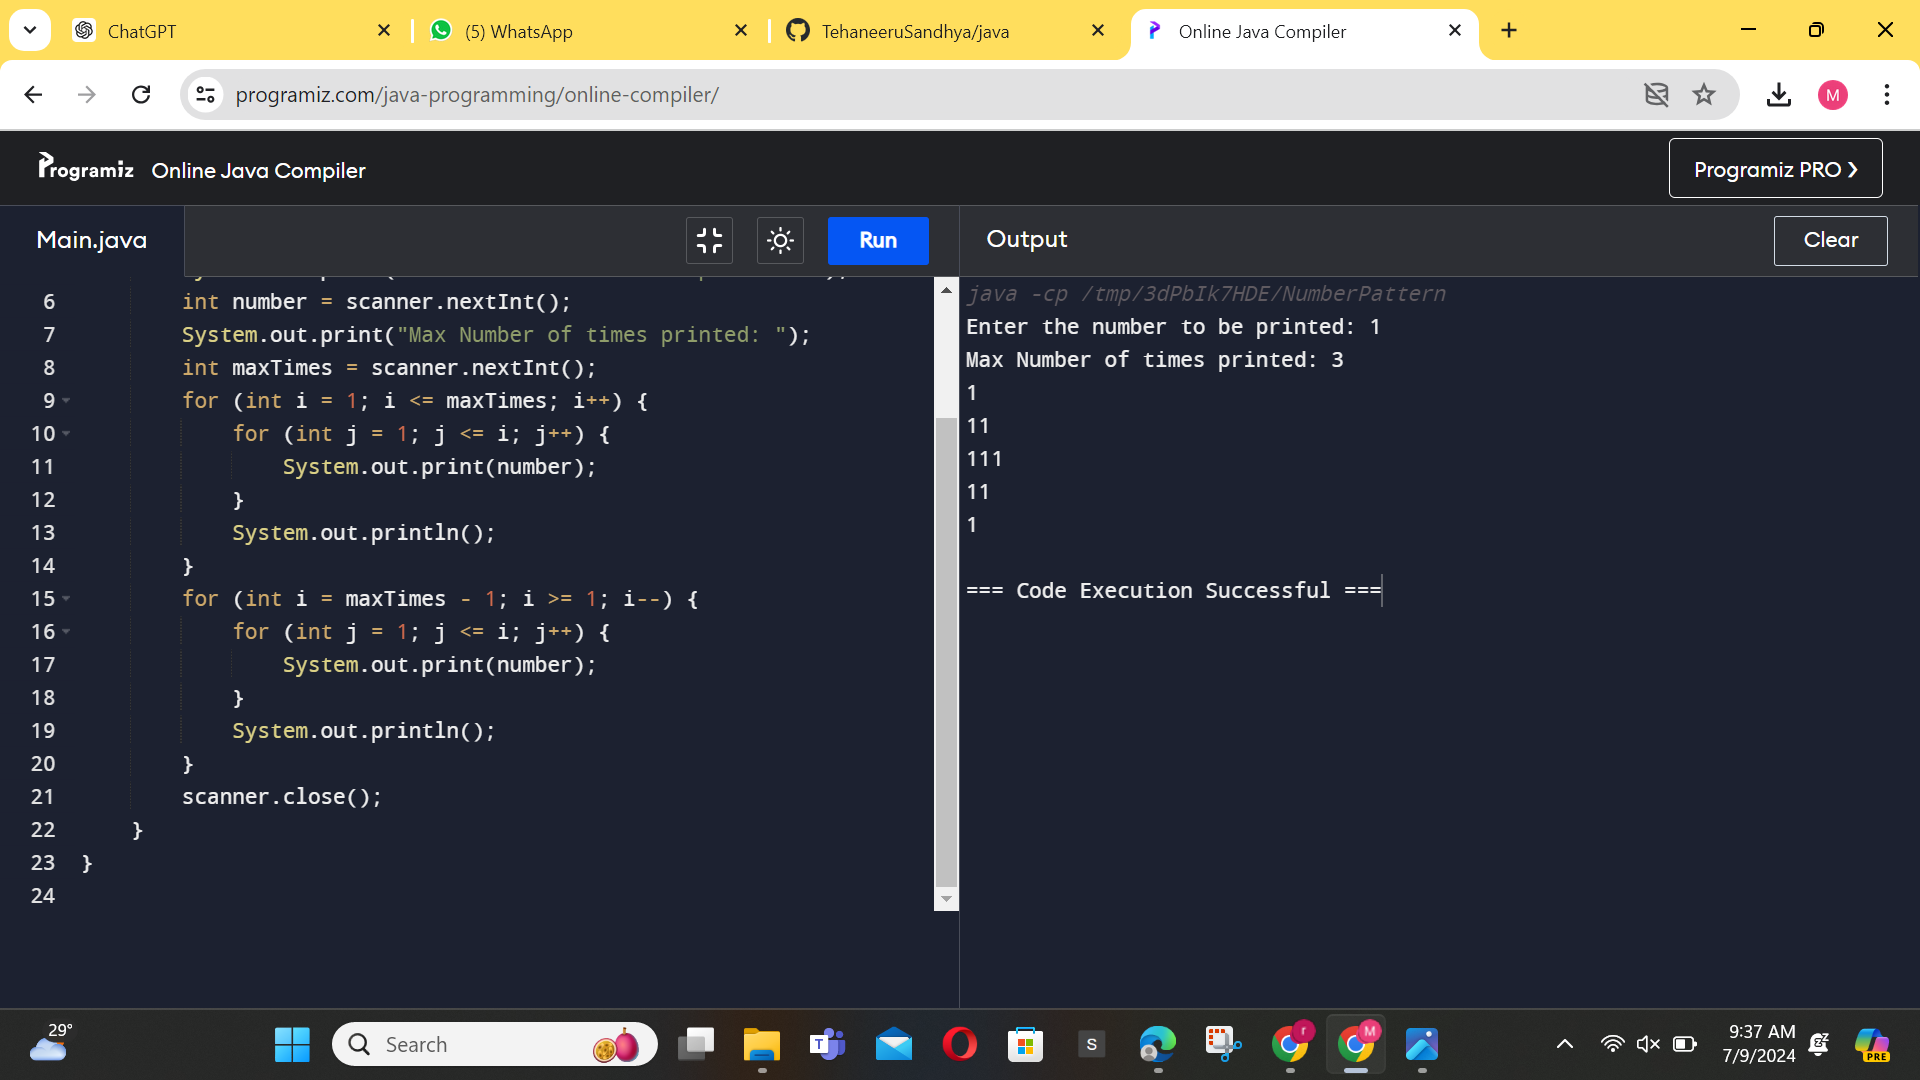 ChatGPT
(5) WhatsApp
TehaneeruSandhya/java
Online Java Compiler
programiz.com/java-programming/online-compiler/
M
Programiz Online Java Compiler
Programiz PRO ❯
Main.java
Run
Output
Clear
6 int number = scanner.nextInt();
7 System.out.print("Max Number of times printed: ");
8 int maxTimes = scanner.nextInt();
9 for (int i = 1; i <= maxTimes; i++) {
10 for (int j = 1; j <= i; j++) {
11 System.out.print(number);
12 }
13 System.out.println();
14 }
15 for (int i = maxTimes - 1; i >= 1; i--) {
16 for (int j = 1; j <= i; j++) {
17 System.out.print(number);
18 }
19 System.out.println();
20 }
21 scanner.close();
22 }
23 }
24
java -cp /tmp/3dPbIk7HDE/NumberPattern
Enter the number to be printed: 1
Max Number of times printed: 3
1
11
111
11
1
=== Code Execution Successful ===
29°
Search
T
S
r
M
9:37 AM
7/9/2024
PRE